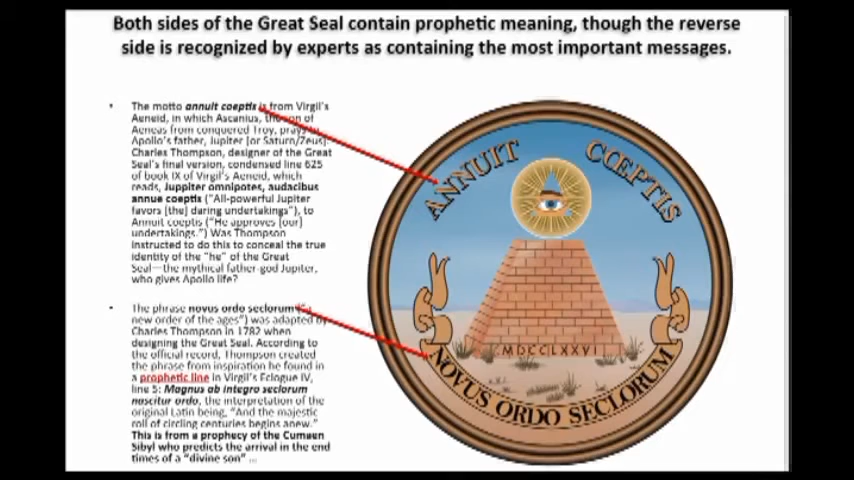 Both sides of the Great Seal contain prophetic meaning, though the reverse
side is recognized by experts as containing the most important messages.
• The motto annuit coeptis is from Virgil's
Aeneid, in which Ascanius, the son of
Aeneas from conquered Troy, prays to
Apollo's father, Jupiter [or Saturn/Zeus].
Charles Thompson, designer of the Great
Seal's final version, condensed line 625
of book IX of Virgil's Aeneid, which
reads, Juppiter omnipotes, audacibus
annue coeptis ("All-powerful Jupiter
favors [the] daring undertakings"), to
Annuit coeptis ("He approves [our]
undertakings.") Was Thompson
instructed to do this to conceal the true
identity of the "he" of the Great
Seal—the mythical father-god Jupiter,
who gives Apollo life?
• The phrase novus ordo seclorum ("a
new order of the ages") was adapted by
Charles Thompson in 1782 when
designing the Great Seal. According to
the official record, Thompson created
the phrase from inspiration he found in
a prophetic line in Virgil's Eclogue IV,
line 5: Magnus ab integro seclorum
nascitur ordo, the interpretation of the
original Latin being, "And the majestic
roll of circling centuries begins anew."
This is from a prophecy of the Cumaen
Sibyl who predicts the arrival in the end
times of a "divine son" ...
ANNUIT CŒPTIS
MDCCLXXVI
NOVUS ORDO SECLORUM